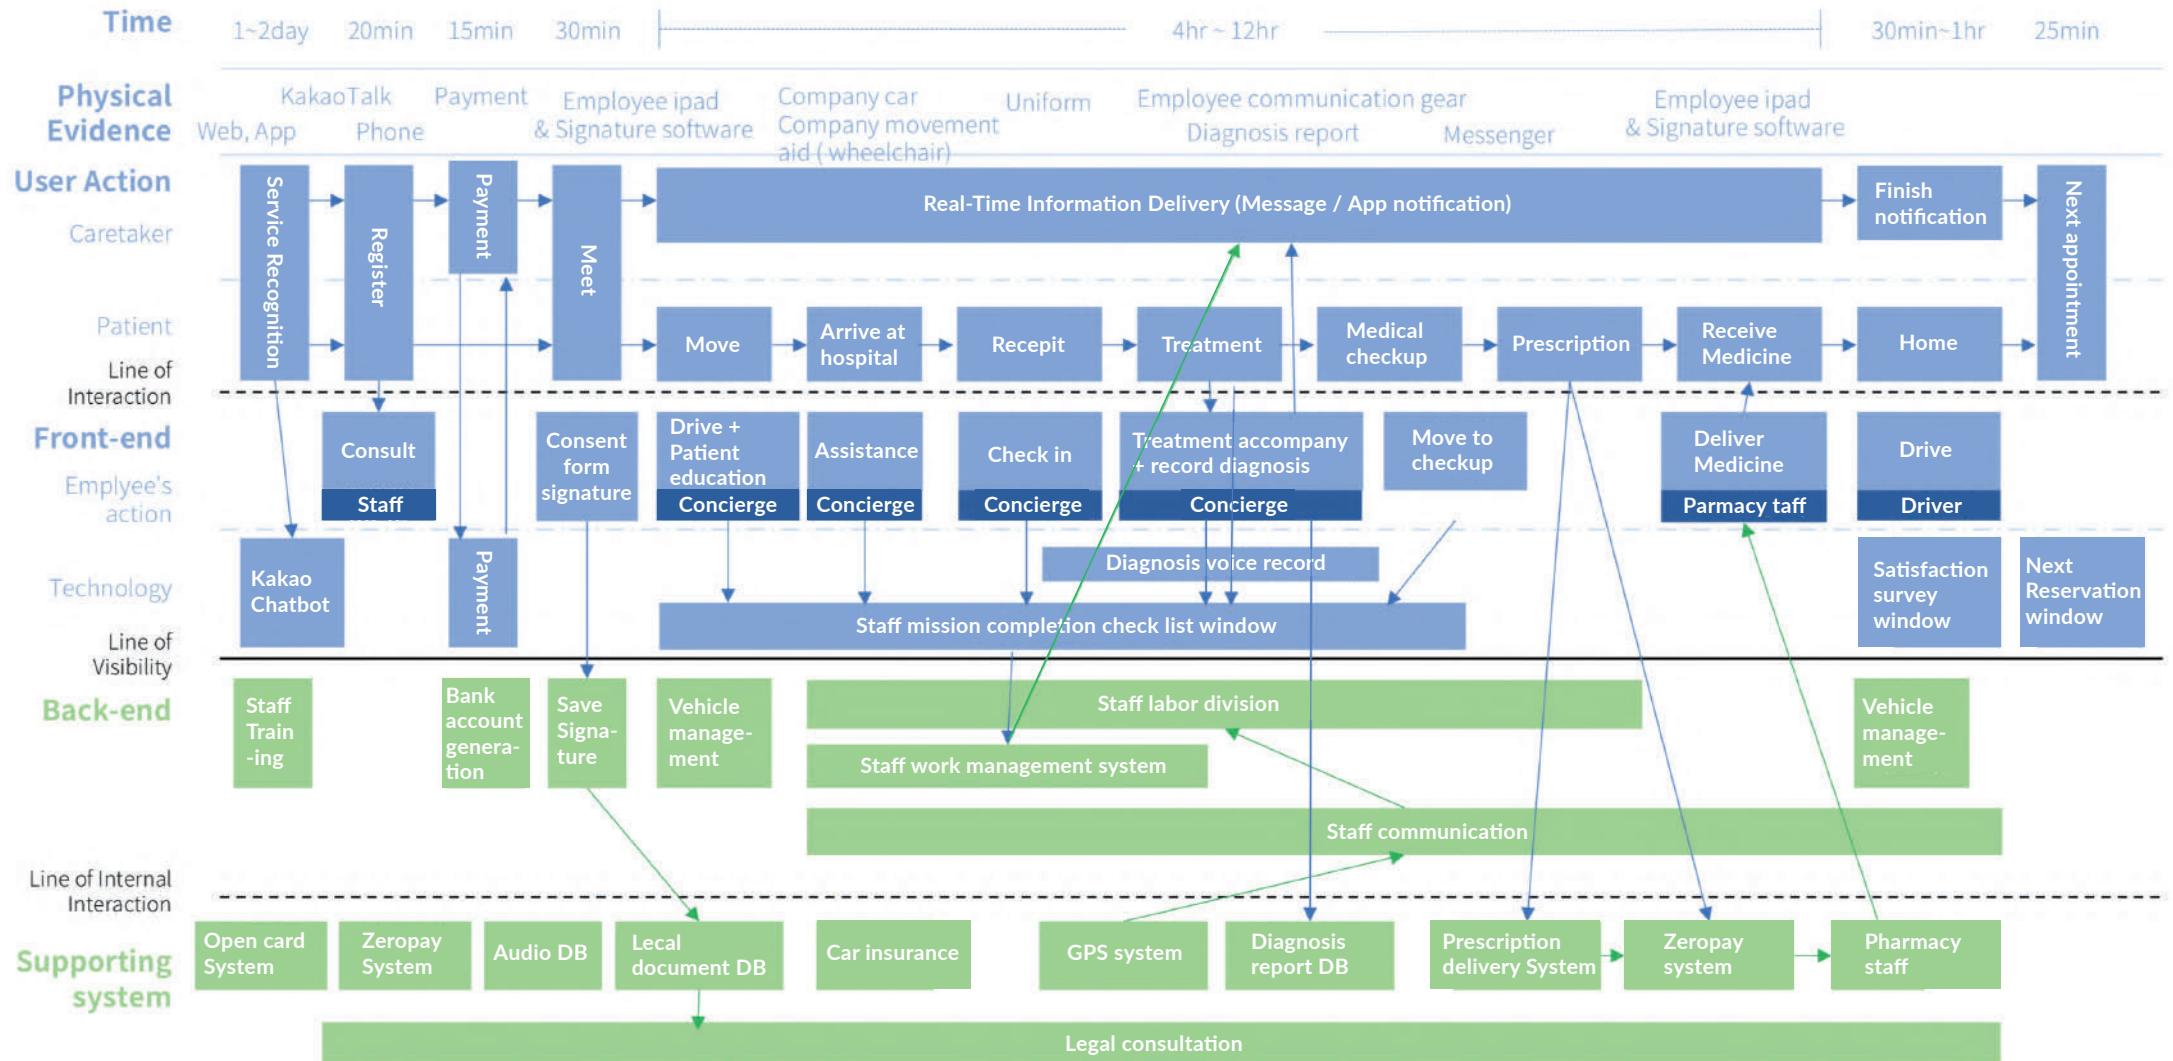 Time
1~2day
20min
15min
30min
4hr ~ 12hr
30min~1hr
25min
Physical
Evidence
Web, App
KakaoTalk
Phone
Payment
Employee ipad
& Signature software
Company car
Company movement
aid ( wheelchair)
Uniform
Employee communication gear
Diagnosis report
Messenger
Employee ipad
& Signature software
User Action
Caretaker
Service Recognition
Register
Payment
Meet
Real-Time Information Delivery (Message / App notification)
Finish
notification
Next appointment
Patient
Move
Arrive at
hospital
Recepit
Treatment
Medical
checkup
Prescription
Receive
Medicine
Home
Line of
Interaction
Front-end
Emplyee's
action
Consult
Staff
Consent
form
signature
Drive +
Patient
education
Concierge
Assistance
Concierge
Check in
Concierge
Treatment accompany
+ record diagnosis
Concierge
Move to
checkup
Deliver
Medicine
Parmacy taff
Drive
Driver
Technology
Kakao
Chatbot
Payment
Diagnosis voice record
Staff mission completion check list window
Satisfaction
survey
window
Next
Reservation
window
Line of
Visibility
Back-end
Staff
Train
-ing
Bank
account
genera-
tion
Save
Signa-
ture
Vehicle
manage-
ment
Staff labor division
Staff work management system
Staff communication
Vehicle
manage-
ment
Line of Internal
Interaction
Supporting
system
Open card
System
Zeropay
System
Audio DB
Lecal
document DB
Car insurance
GPS system
Diagnosis
report DB
Prescription
delivery System
Zeropay
system
Pharmacy
staff
Legal consultation